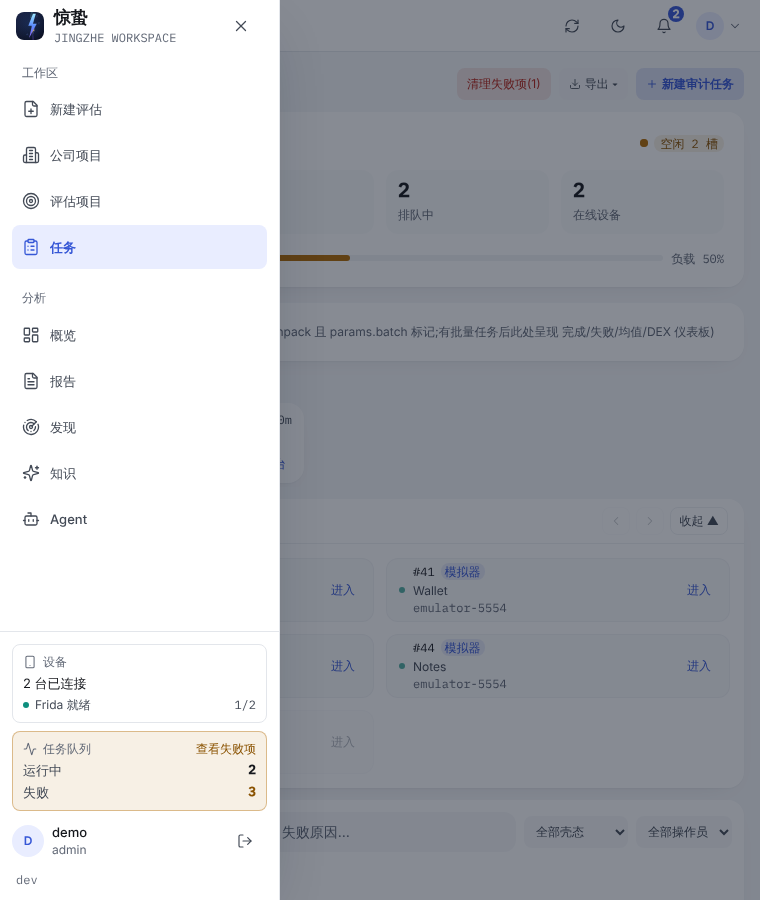 惊蛰
JINGZHE WORKSPACE
工作区
新建评估
公司项目
评估项目
任务
分析
概览
报告
发现
知识
Agent
设备
2 台已连接
Frida 就绪 1/2
任务队列 查看失败项
运行中 2
失败 3
D demo
admin
dev
2
D
清理失败项(1) 导出 新建审计任务
空闲 2 槽
2 2
排队中 在线设备
负载 50%
且 params.batch 标记;有批量任务后此处呈现 完成/失败/均值/DEX 仪表板)
收起 ▲
进入
#41 模拟器
Wallet
emulator-5554
进入
进入
#44 模拟器
Notes
emulator-5554
进入
进入
失败原因... 全部壳态 全部操作员